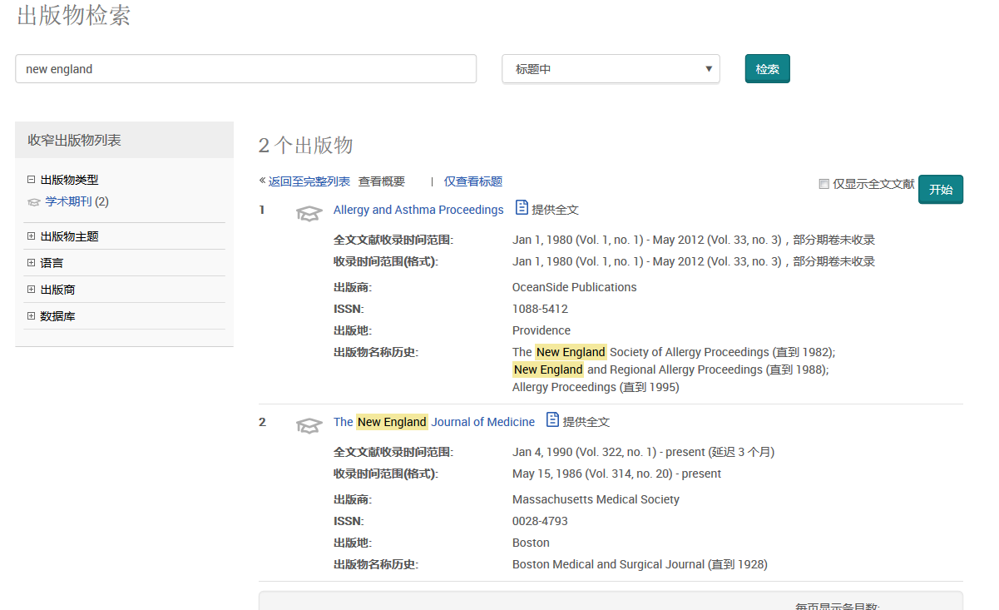 出版物检索
new england
标题中
检索
收窄出版物列表
出版物类型
学术期刊 (2)
出版物主题
语言
出版商
数据库
2 个出版物
«返回至完整列表 查看概要 | 仅查看标题
仅显示全文文献 开始
1 Allergy and Asthma Proceedings 提供全文
全文文献收录时间范围: Jan 1, 1980 (Vol. 1, no. 1) - May 2012 (Vol. 33, no. 3)，部分期卷未收录
收录时间范围(格式): Jan 1, 1980 (Vol. 1, no. 1) - May 2012 (Vol. 33, no. 3)，部分期卷未收录
出版商: OceanSide Publications
ISSN: 1088-5412
出版地: Providence
出版物名称历史: The New England Society of Allergy Proceedings (直到 1982);
New England and Regional Allergy Proceedings (直到 1988);
Allergy Proceedings (直到 1995)
2 The New England Journal of Medicine 提供全文
全文文献收录时间范围: Jan 4, 1990 (Vol. 322, no. 1) - present (延迟 3 个月)
收录时间范围(格式): May 15, 1986 (Vol. 314, no. 20) - present
出版商: Massachusetts Medical Society
ISSN: 0028-4793
出版地: Boston
出版物名称历史: Boston Medical and Surgical Journal (直到 1928)
每页显示条目数: